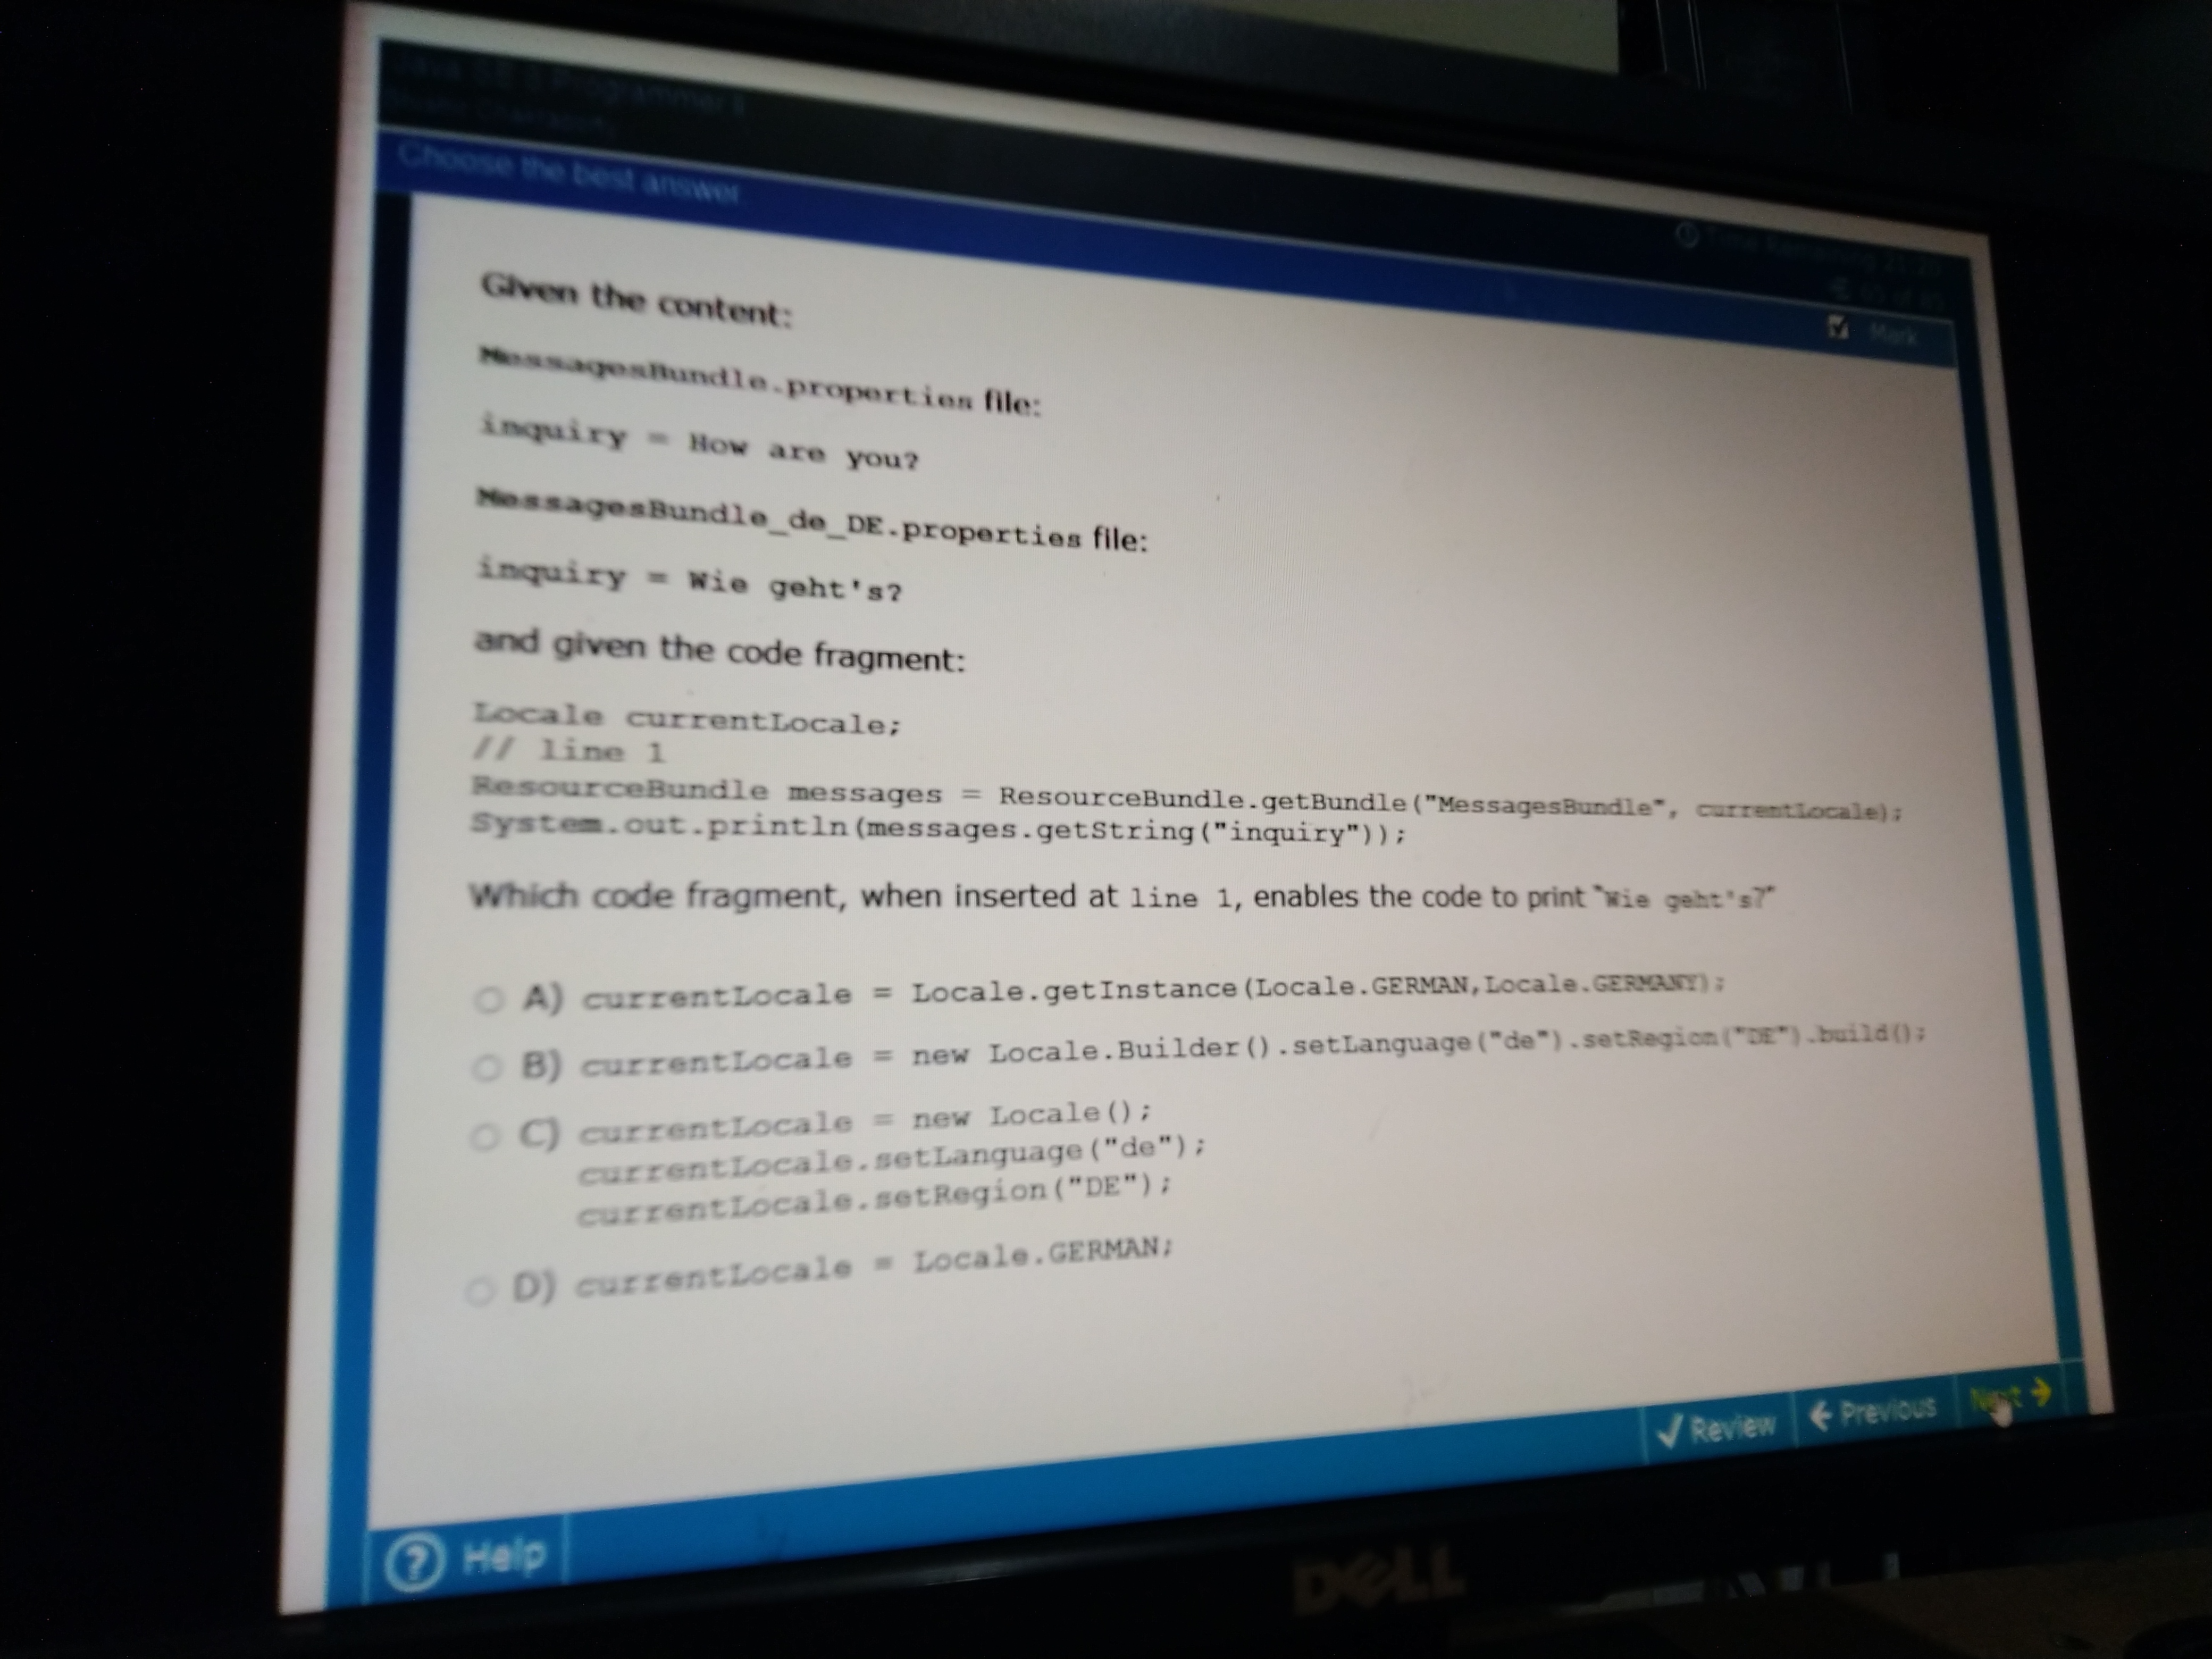 Java SE 8 Programmer II
Choose the best answer
Time Remaining
Mark
Given the content:
MessagesBundle.properties file:
inquiry = How are you?
MessagesBundle_de_DE.properties file:
inquiry = Wie geht's?
and given the code fragment:
Locale currentLocale;
// line 1
ResourceBundle messages = ResourceBundle.getBundle("MessagesBundle", currentLocale);
System.out.println(messages.getString("inquiry"));
Which code fragment, when inserted at line 1, enables the code to print "Wie geht's?"
A) currentLocale = Locale.getInstance(Locale.GERMAN,Locale.GERMANY);
B) currentLocale = new Locale.Builder().setLanguage("de").setRegion("DE").build();
C) currentLocale = new Locale();
currentLocale.setLanguage("de");
currentLocale.setRegion("DE");
D) currentLocale = Locale.GERMAN;
Review Previous Next
Help
DELL